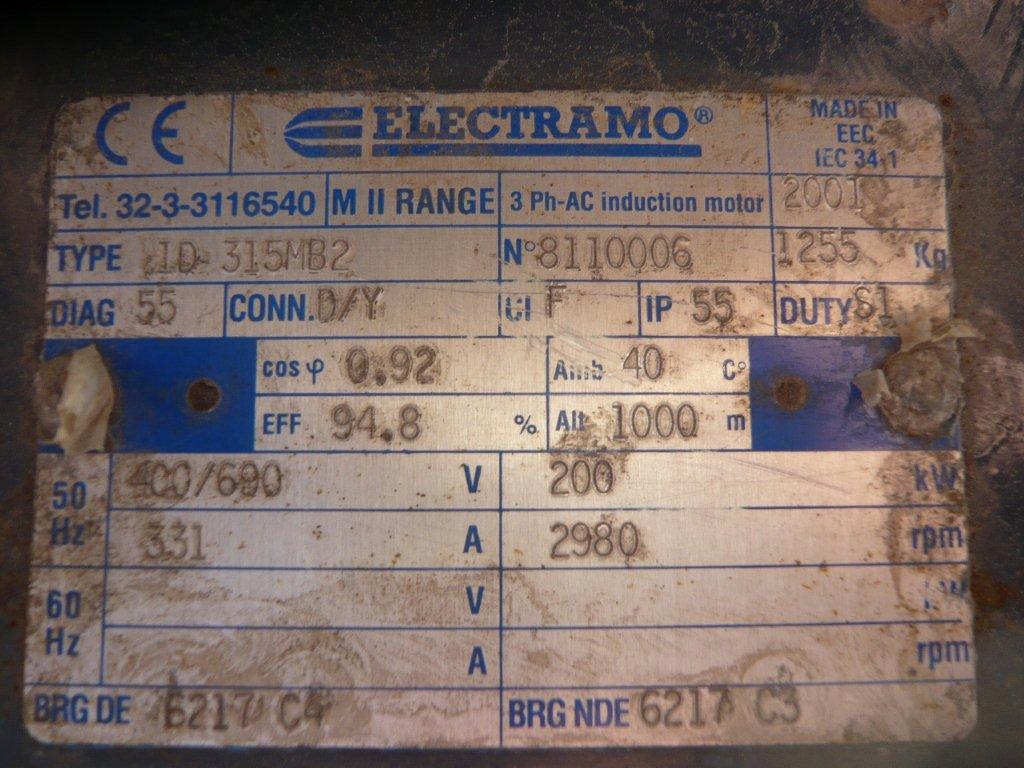 CE ELECTRAMO® MADE IN
EEC
IEC 34-1
Tel. 32-3-3116540 M II RANGE 3 Ph-AC induction motor 2001
TYPE 1D 315MB2 N° 8110006 1255 Kg
DIAG 55 CONN. D/Y CI F IP 55 DUTY S1
cos φ 0.92 Amb 40 C°
EFF 94.8 % Alt 1000 m
50 Hz 400/690 V 200 kW
331 A 2980 rpm
60 Hz V kW
A rpm
BRG DE 6217 C4 BRG NDE 6217 C3